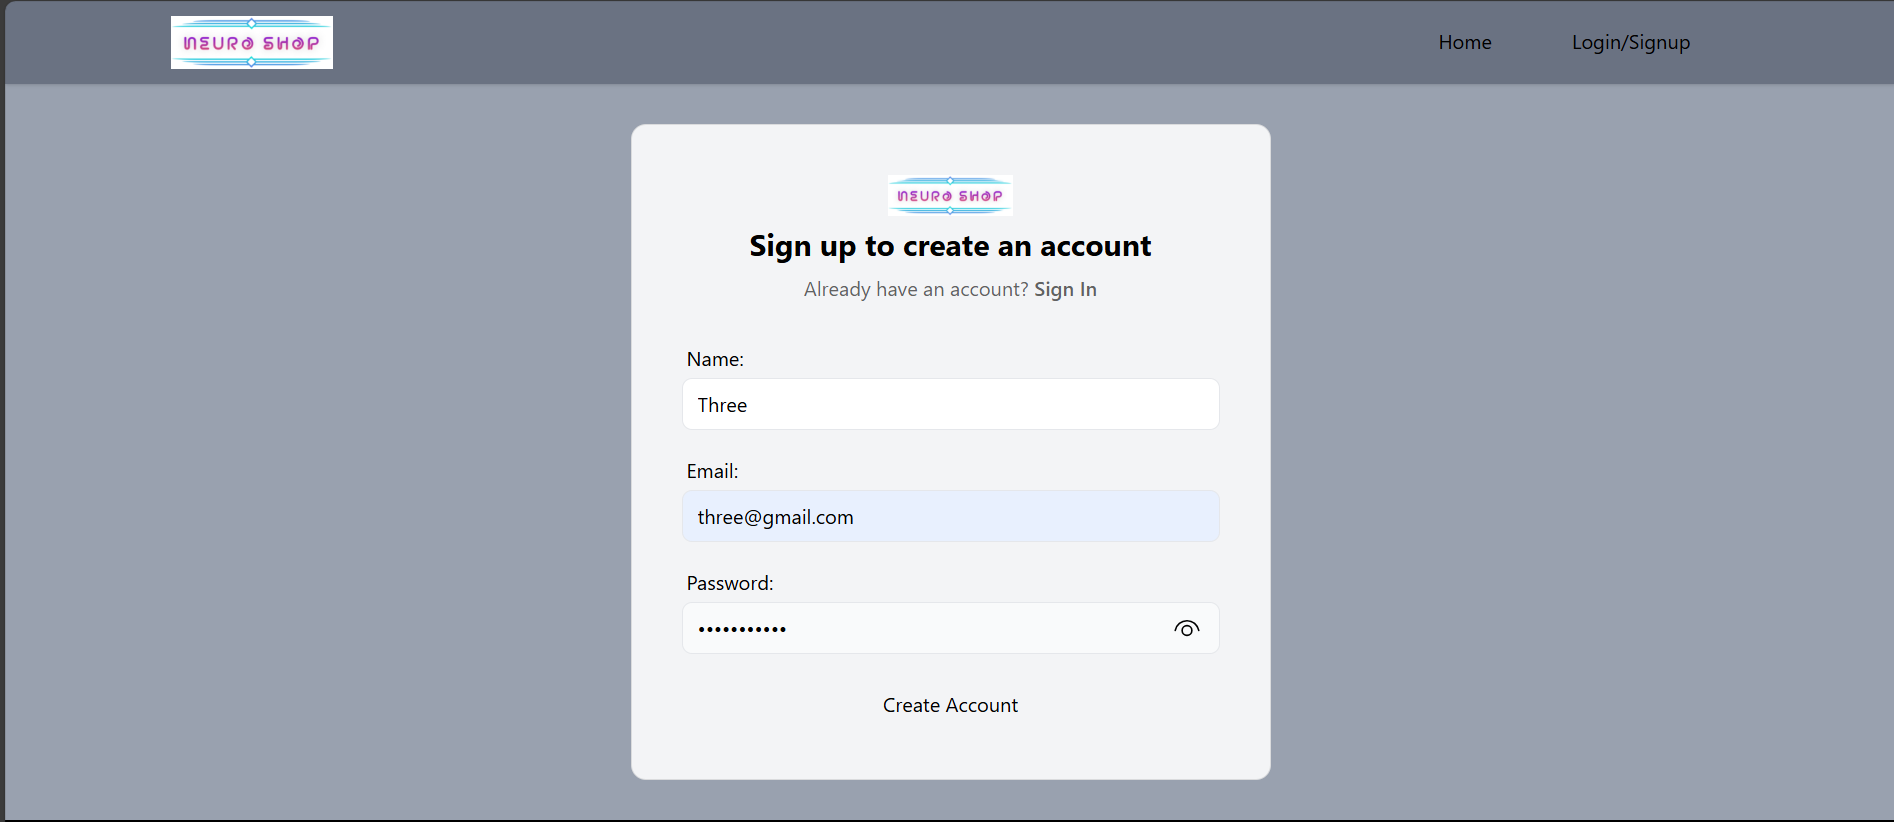 NEURO SHOP
Home
Login/Signup
NEURO SHOP
Sign up to create an account
Already have an account? Sign In
Name:
Three
Email:
three@gmail.com
Password:
•••••••••••
Create Account